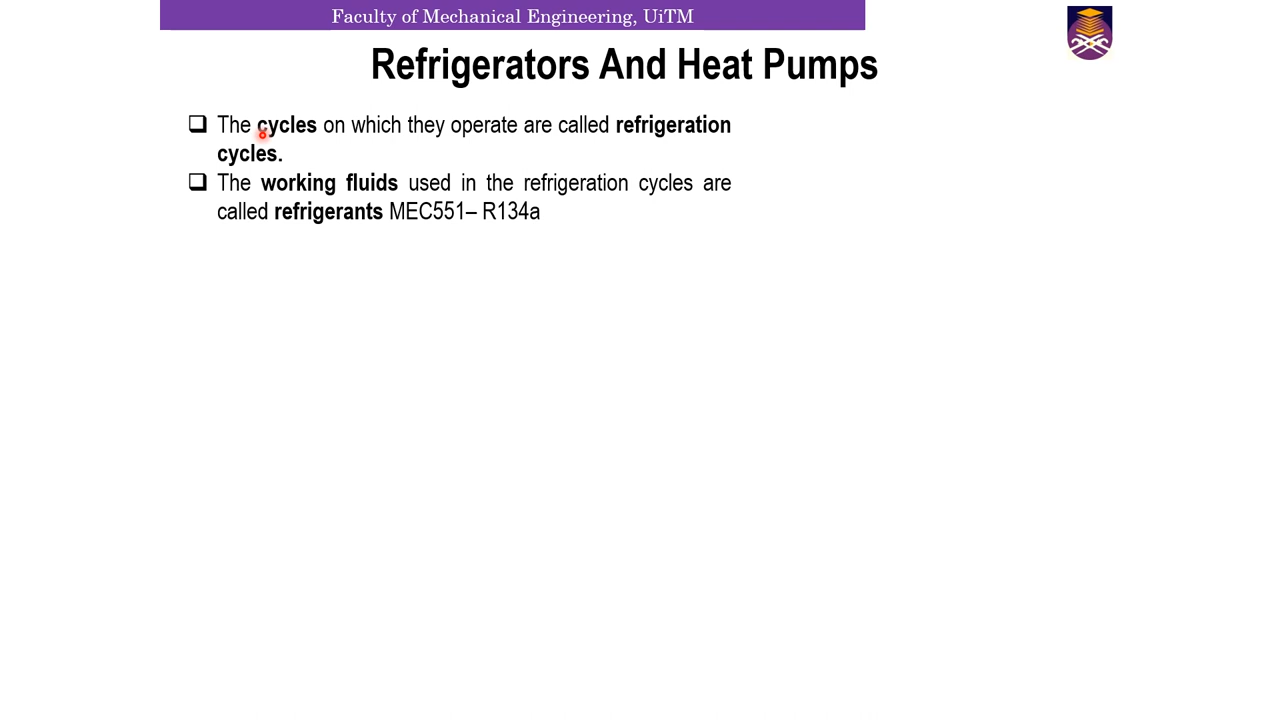 Faculty of Mechanical Engineering, UiTM
Refrigerators And Heat Pumps
❑ The cycles on which they operate are called refrigeration
cycles.
❑ The working fluids used in the refrigeration cycles are
called refrigerants MEC551– R134a